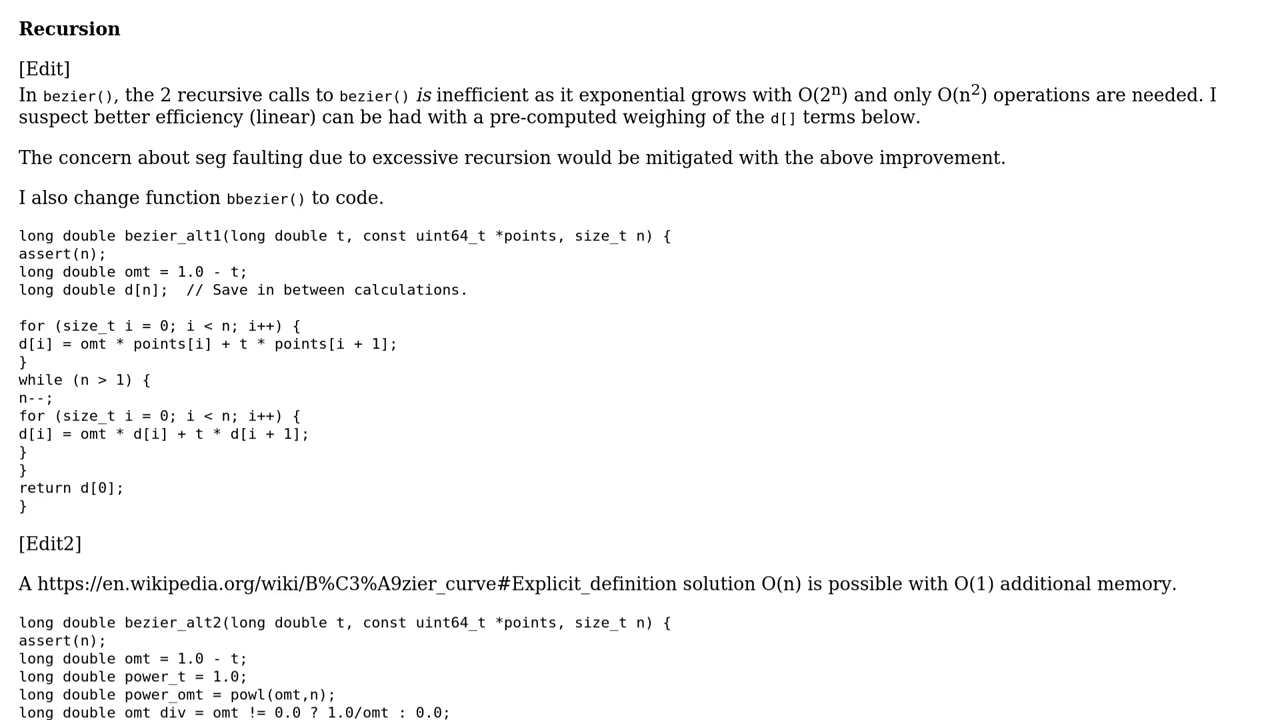 Recursion
[Edit]
In bezier(), the 2 recursive calls to bezier() is inefficient as it exponential grows with O(2ⁿ) and only O(n²) operations are needed. I
suspect better efficiency (linear) can be had with a pre-computed weighing of the d[] terms below.
The concern about seg faulting due to excessive recursion would be mitigated with the above improvement.
I also change function bbezier() to code.
long double bezier_alt1(long double t, const uint64_t *points, size_t n) {
assert(n);
long double omt = 1.0 - t;
long double d[n];  // Save in between calculations.
for (size_t i = 0; i < n; i++) {
d[i] = omt * points[i] + t * points[i + 1];
}
while (n > 1) {
n--;
for (size_t i = 0; i < n; i++) {
d[i] = omt * d[i] + t * d[i + 1];
}
}
return d[0];
}
[Edit2]
A https://en.wikipedia.org/wiki/B%C3%A9zier_curve#Explicit_definition solution O(n) is possible with O(1) additional memory.
long double bezier_alt2(long double t, const uint64_t *points, size_t n) {
assert(n);
long double omt = 1.0 - t;
long double power_t = 1.0;
long double power_omt = powl(omt,n);
long double omt_div = omt != 0.0 ? 1.0/omt : 0.0;